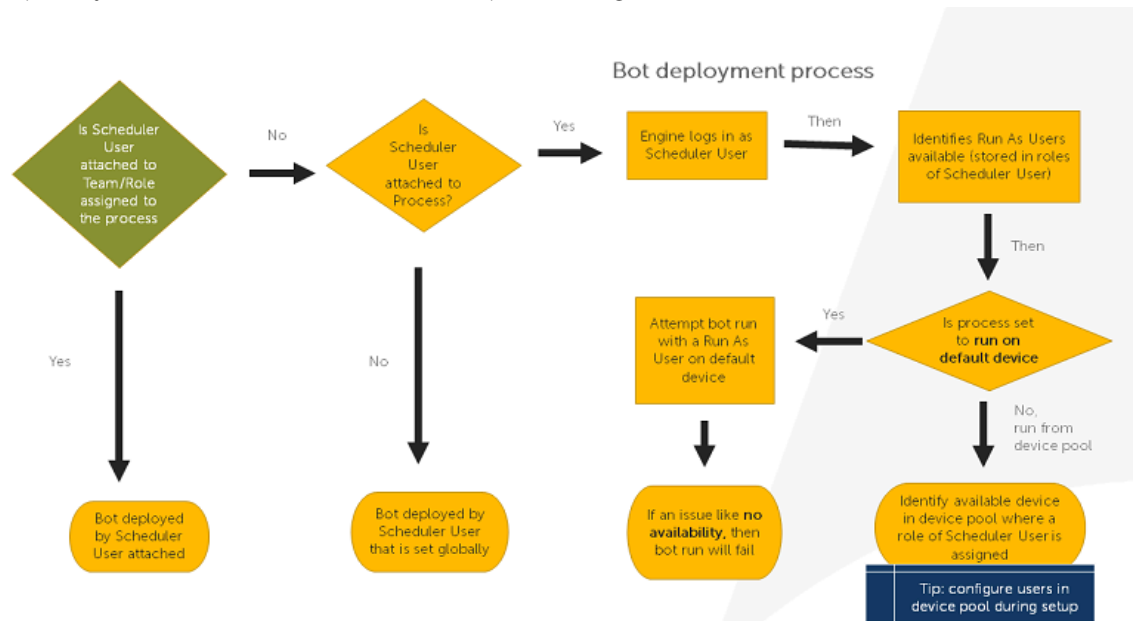 Bot deployment process
Is Scheduler
User
attached to
Team/Role
assigned to
the process
No
Is
Scheduler
User
attached to
Process?
Yes
Engine logs in as
Scheduler User
Then
Identifies Run As Users
available (stored in roles
of Scheduler User)
Then
Is process set
to run on
default device
Yes
Attempt bot run
with a Run As
User on default
device
Yes
No
No,
run from
device pool
Bot deployed
by Scheduler
User attached
Bot deployed by
Scheduler User
that is set globally
If an issue like no
availability, then
bot run will fail
Identify available device
in device pool where a
role of Scheduler User is
assigned
Tip: configure users in
device pool during setup